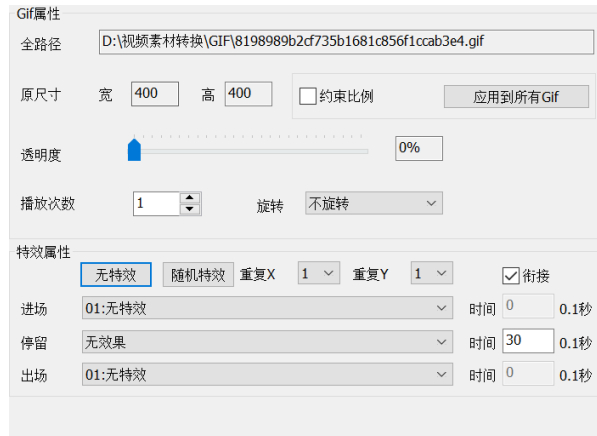 Gif属性
全路径 D:\视频素材转换\GIF\8198989b2cf735b1681c856f1ccab3e4.gif
原尺寸 宽 400 高 400 约束比例 应用到所有Gif
透明度 0%
播放次数 1 旋转 不旋转
特效属性
无特效 随机特效 重复X 1 重复Y 1 衔接
进场 01:无特效 时间 0 0.1秒
停留 无效果 时间 30 0.1秒
出场 01:无特效 时间 0 0.1秒